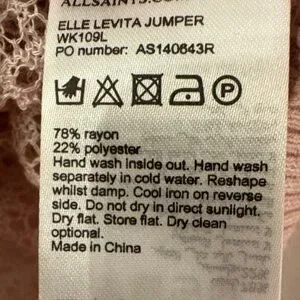 ALLSAINTS.CO
ELLE LEVITA JUMPER
WK109L
PO number: AS140643R
P
78% rayon
22% polyester
Hand wash inside out. Hand wash
separately in cold water. Reshape
whilst damp. Cool iron on reverse
side. Do not dry in direct sunlight.
Dry flat. Store flat. Dry clean
optional.
Made in China